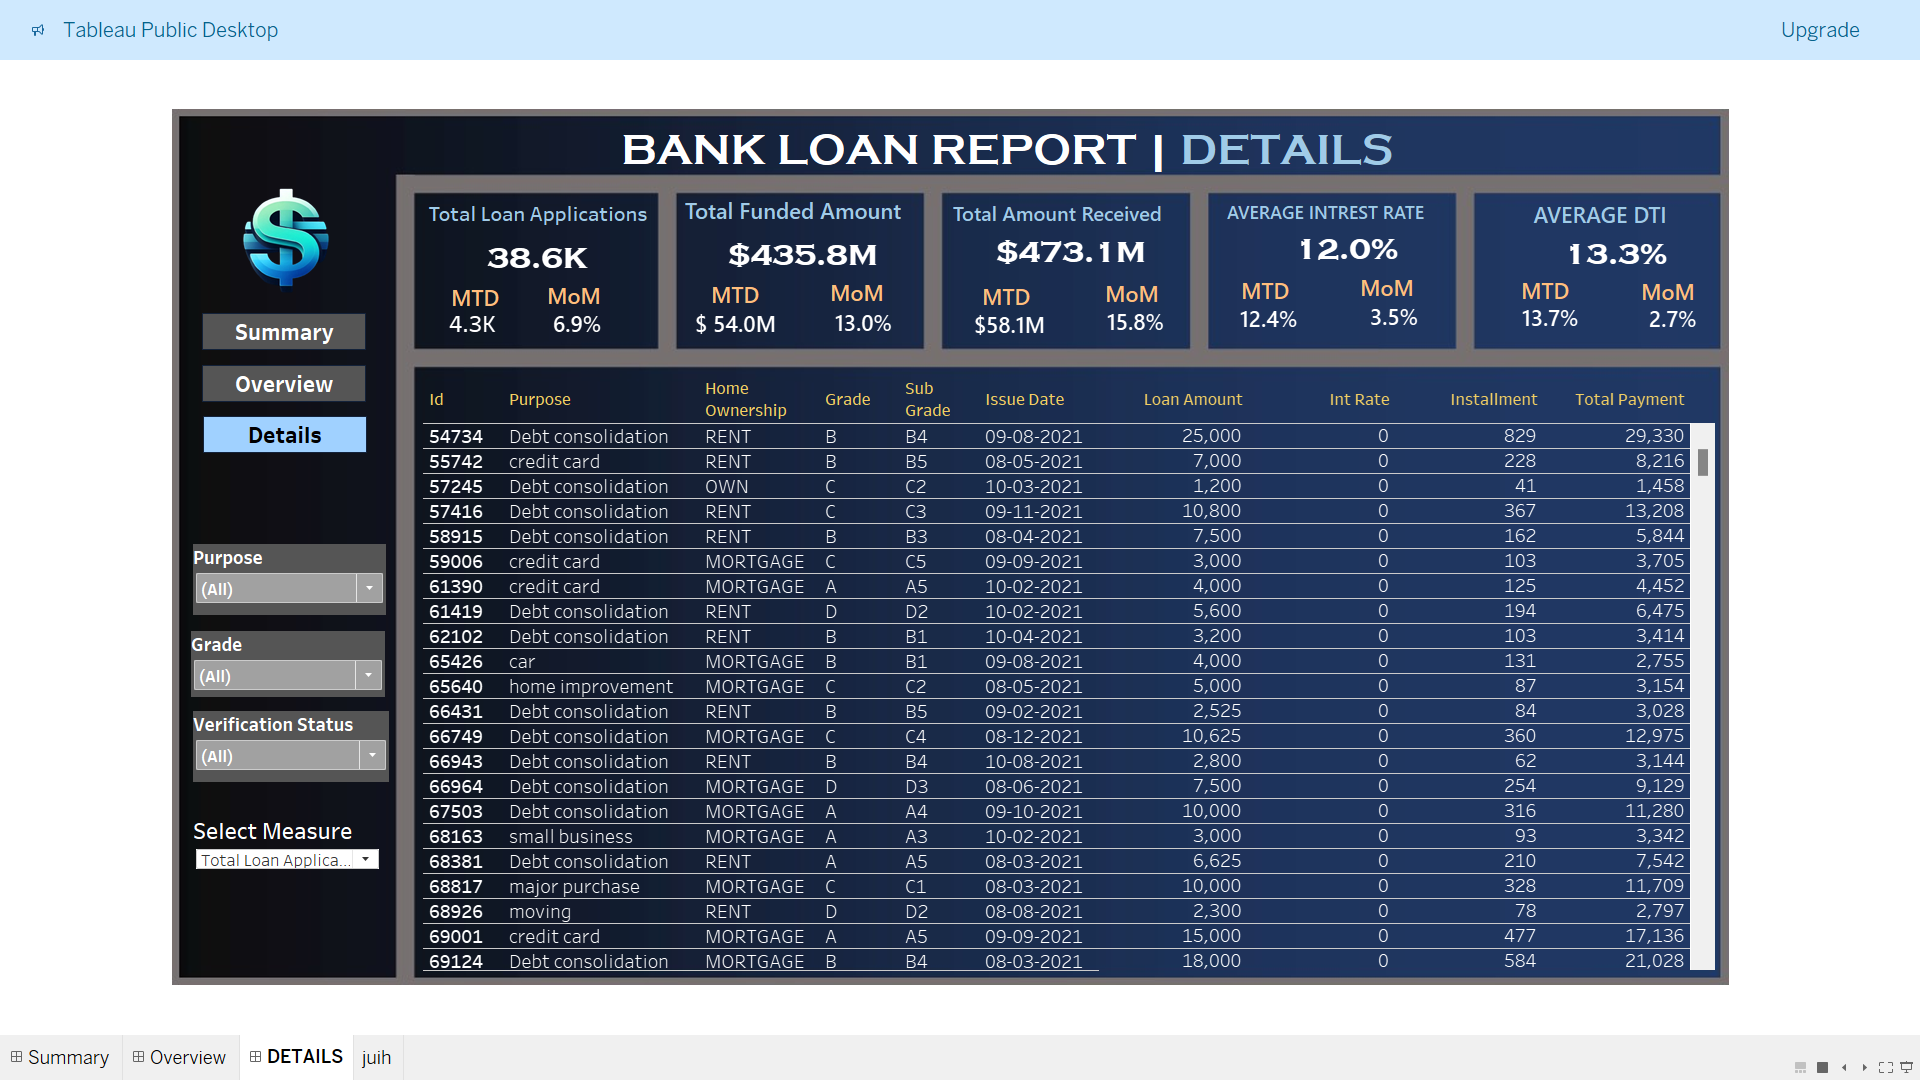 Tableau Public Desktop
Upgrade
BANK LOAN REPORT | DETAILS
Total Loan Applications
38.6K
MTD MoM
4.3K 6.9%
Total Funded Amount
$435.8M
MTD MoM
$ 54.0M 13.0%
Total Amount Received
$473.1M
MTD MoM
$58.1M 15.8%
AVERAGE INTREST RATE
12.0%
MTD MoM
12.4% 3.5%
AVERAGE DTI
13.3%
MTD MoM
13.7% 2.7%
Summary
Overview
Details
Purpose
(All)
Grade
(All)
Verification Status
(All)
Select Measure
Total Loan Applica...
Id Purpose Home Ownership Grade Sub Grade Issue Date Loan Amount Int Rate Installment Total Payment
54734 Debt consolidation RENT B B4 09-08-2021 25,000 0 829 29,330
55742 credit card RENT B B5 08-05-2021 7,000 0 228 8,216
57245 Debt consolidation OWN C C2 10-03-2021 1,200 0 41 1,458
57416 Debt consolidation RENT C C3 09-11-2021 10,800 0 367 13,208
58915 Debt consolidation RENT B B3 08-04-2021 7,500 0 162 5,844
59006 credit card MORTGAGE C C5 09-09-2021 3,000 0 103 3,705
61390 credit card MORTGAGE A A5 10-02-2021 4,000 0 125 4,452
61419 Debt consolidation RENT D D2 10-02-2021 5,600 0 194 6,475
62102 Debt consolidation RENT B B1 10-04-2021 3,200 0 103 3,414
65426 car MORTGAGE B B1 09-08-2021 4,000 0 131 2,755
65640 home improvement MORTGAGE C C2 08-05-2021 5,000 0 87 3,154
66431 Debt consolidation RENT B B5 09-02-2021 2,525 0 84 3,028
66749 Debt consolidation MORTGAGE C C4 08-12-2021 10,625 0 360 12,975
66943 Debt consolidation RENT B B4 10-08-2021 2,800 0 62 3,144
66964 Debt consolidation MORTGAGE D D3 08-06-2021 7,500 0 254 9,129
67503 Debt consolidation MORTGAGE A A4 09-10-2021 10,000 0 316 11,280
68163 small business MORTGAGE A A3 10-02-2021 3,000 0 93 3,342
68381 Debt consolidation RENT A A5 08-03-2021 6,625 0 210 7,542
68817 major purchase MORTGAGE C C1 08-03-2021 10,000 0 328 11,709
68926 moving RENT D D2 08-08-2021 2,300 0 78 2,797
69001 credit card MORTGAGE A A5 09-09-2021 15,000 0 477 17,136
69124 Debt consolidation MORTGAGE B B4 08-03-2021 18,000 0 584 21,028
Summary Overview DETAILS juih